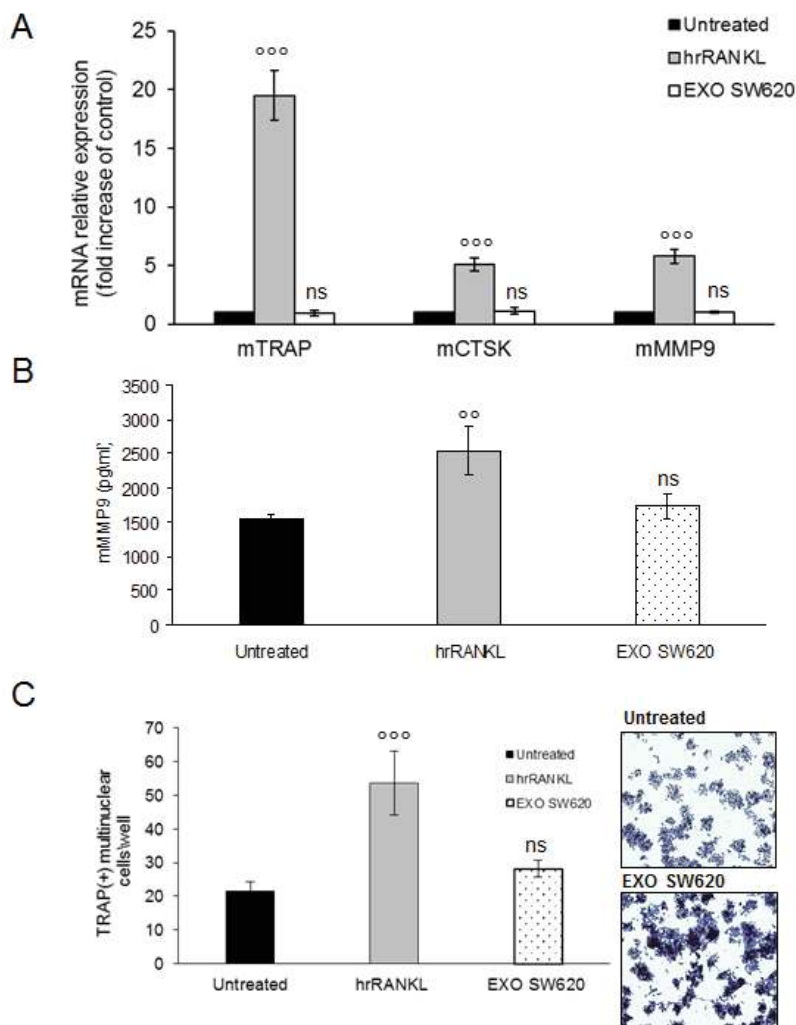 A
25
20
15
10
5
0
mRNA relative expression
(fold increase of control)
°°°
ns
°°°
ns
°°°
ns
mTRAP
mCTSK
mMMP9
Untreated
hrRANKL
EXO SW620
B
3500
3000
2500
2000
1500
1000
500
0
mMMP9 (pg\ml)
°°
ns
Untreated
hrRANKL
EXO SW620
C
70
60
50
40
30
20
10
0
TRAP(+) multinuclear
cells\well
°°°
ns
Untreated
hrRANKL
EXO SW620
Untreated
hrRANKL
EXO SW620
Untreated
EXO SW620